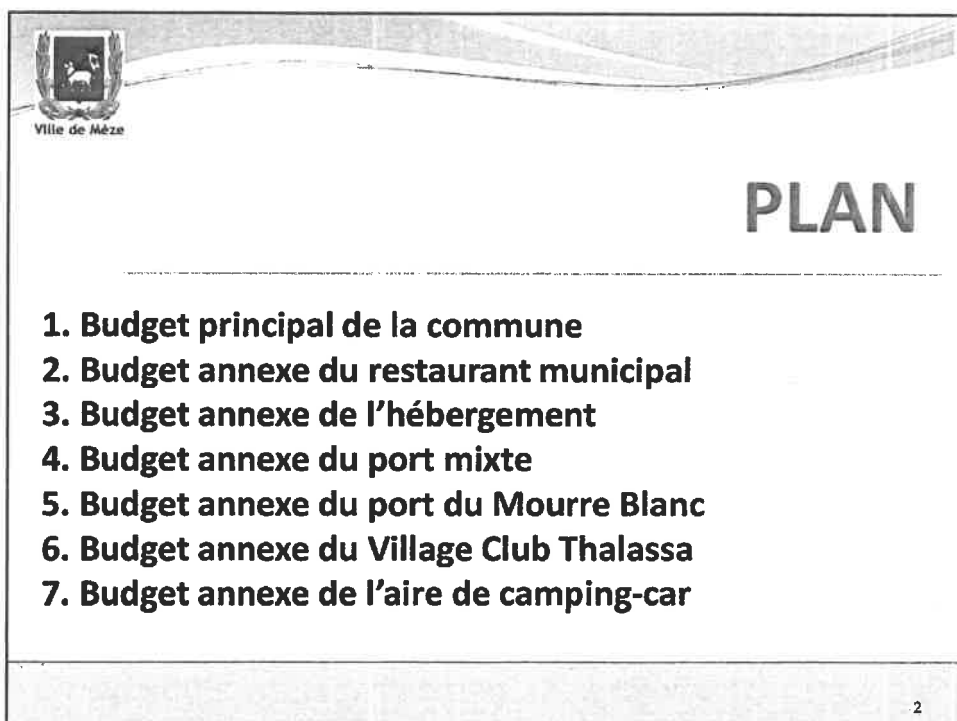 Ville de Mèze
PLAN
1. Budget principal de la commune
2. Budget annexe du restaurant municipal
3. Budget annexe de l'hébergement
4. Budget annexe du port mixte
5. Budget annexe du port du Mourre Blanc
6. Budget annexe du Village Club Thalassa
7. Budget annexe de l'aire de camping-car
2